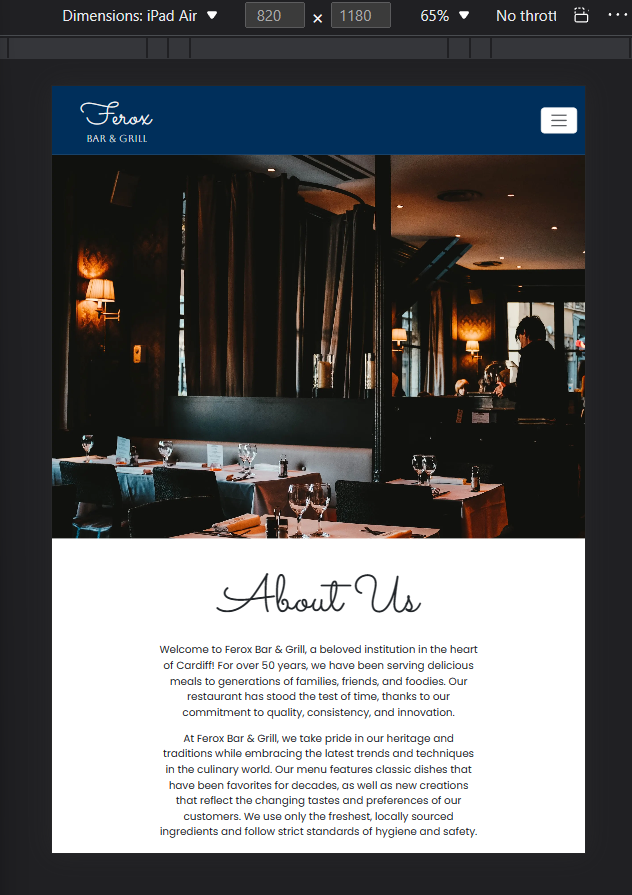 Dimensions: iPad Air ▼ 820 × 1180 65% ▼ No thrott
Ferox
BAR & GRILL
About Us
Welcome to Ferox Bar & Grill, a beloved institution in the heart
of Cardiff! For over 50 years, we have been serving delicious
meals to generations of families, friends, and foodies. Our
restaurant has stood the test of time, thanks to our
commitment to quality, consistency, and innovation.
At Ferox Bar & Grill, we take pride in our heritage and
traditions while embracing the latest trends and techniques
in the culinary world. Our menu features classic dishes that
have been favorites for decades, as well as new creations
that reflect the changing tastes and preferences of our
customers. We use only the freshest, locally sourced
ingredients and follow strict standards of hygiene and safety.